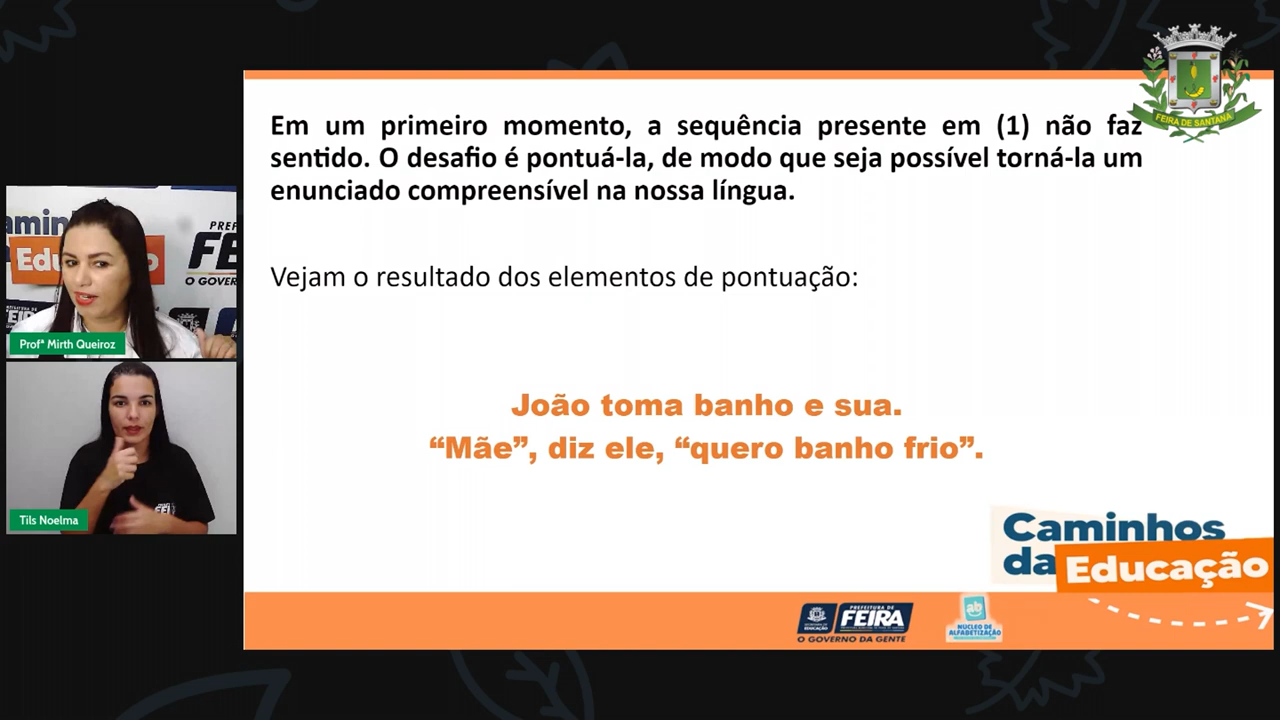 FEIRA DE SANTANA
Em um primeiro momento, a sequência presente em (1) não faz
sentido. O desafio é pontuá-la, de modo que seja possível torná-la um
enunciado compreensível na nossa língua.
Vejam o resultado dos elementos de pontuação:
João toma banho e sua.
“Mãe”, diz ele, “quero banho frio”.
Profª Mirth Queiroz
Tils Noelma
Caminhos
da Educação
PREFEITURA DE
FEIRA
O GOVERNO DA GENTE
ab
NÚCLEO DE
ALFABETIZAÇÃO